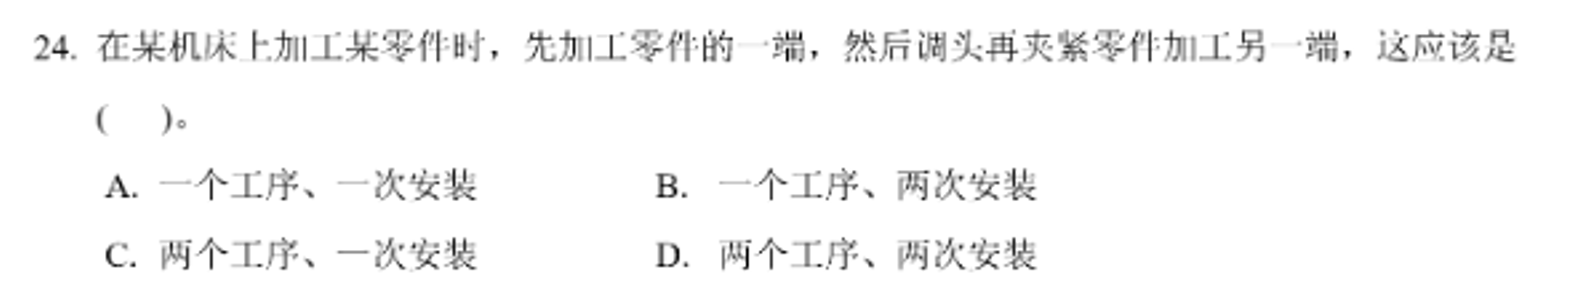 24. 在某机床上加工某零件时，先加工零件的一端，然后调头再夹紧零件加工另一端，这应该是
(    )。
A. 一个工序、一次安装    B. 一个工序、两次安装
C. 两个工序、一次安装    D. 两个工序、两次安装